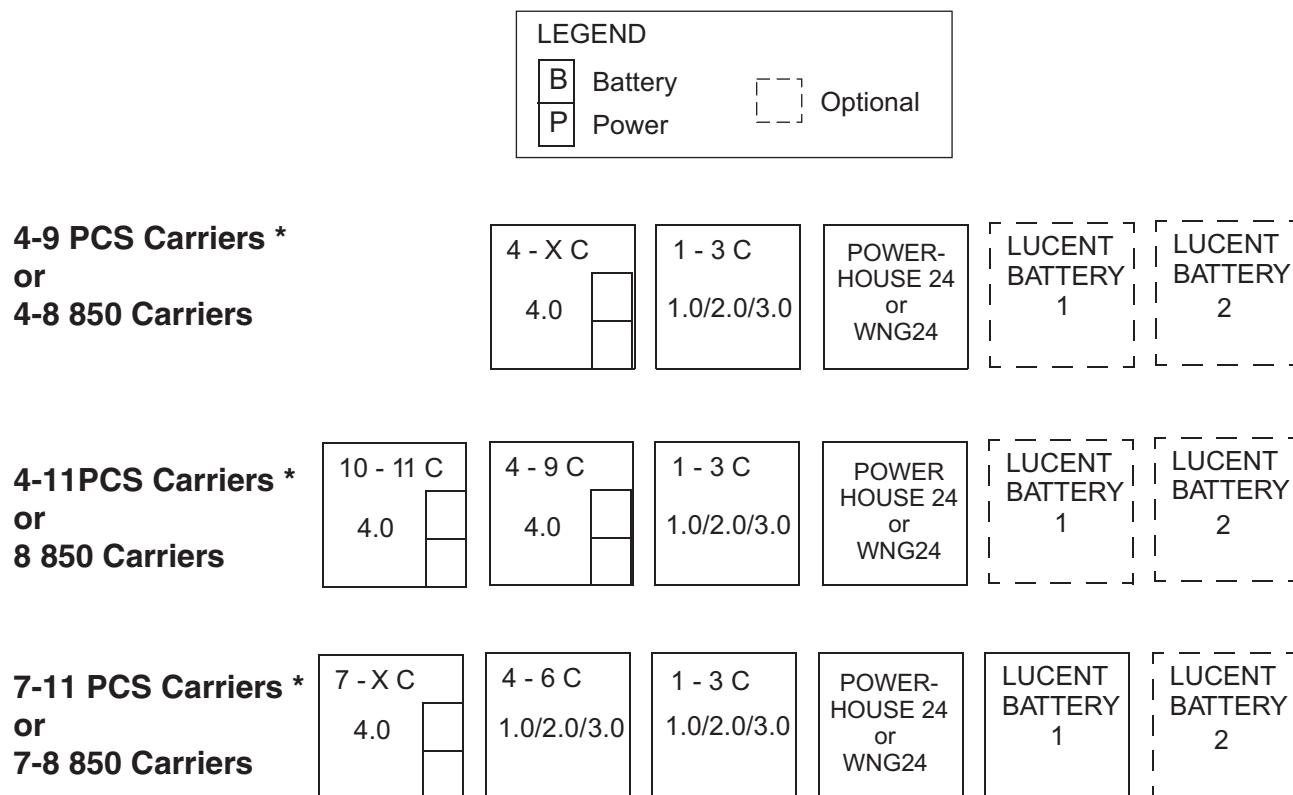 LEGEND
B Battery
P Power
Optional
4-9 PCS Carriers *
or
4-8 850 Carriers
4 - X C
4.0
1 - 3 C
1.0/2.0/3.0
POWER-
HOUSE 24
or
WNG24
LUCENT
BATTERY
1
LUCENT
BATTERY
2
4-11PCS Carriers *
or
8 850 Carriers
10 - 11 C
4.0
4 - 9 C
4.0
1 - 3 C
1.0/2.0/3.0
POWER
HOUSE 24
or
WNG24
LUCENT
BATTERY
1
LUCENT
BATTERY
2
7-11 PCS Carriers *
or
7-8 850 Carriers
7 - X C
4.0
4 - 6 C
1.0/2.0/3.0
1 - 3 C
1.0/2.0/3.0
POWER-
HOUSE 24
or
WNG24
LUCENT
BATTERY
1
LUCENT
BATTERY
2